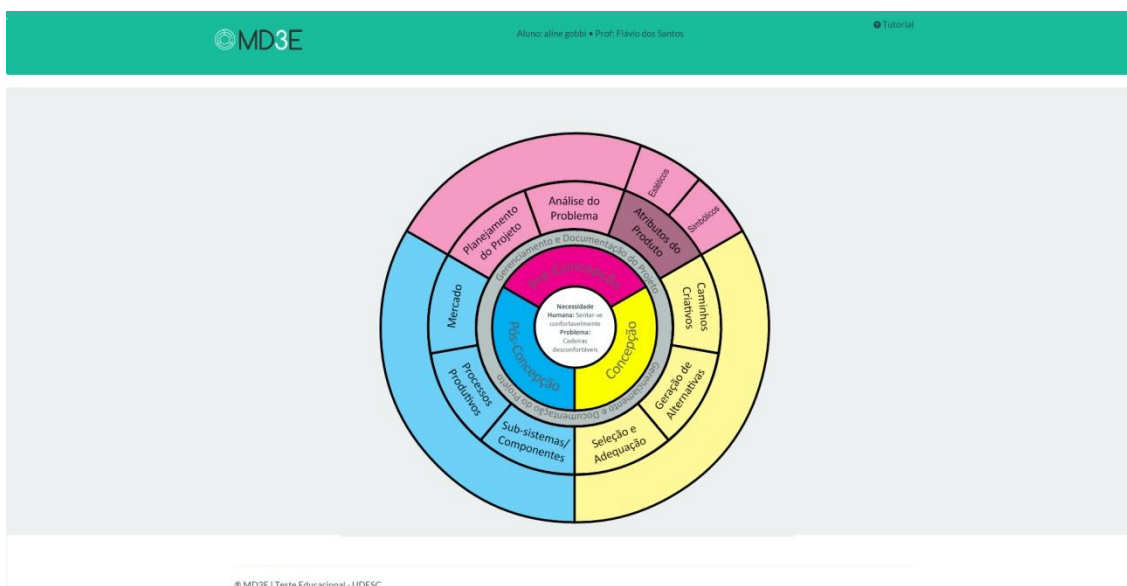 MD3E
Aluno: aline gobbi • Prof: Flávio dos Santos
Tutorial
Estéticos
Simbólicos
Planejamento
do Projeto
Análise do
Problema
Atributos do
Produto
Gerenciamento e Documentação do Projeto
Pré-Concepção
Mercado
Caminhos
Criativos
Necessidade
Humana: Sentar-se
confortavelmente
Problema:
Cadeiras
desconfortáveis
Pós-Concepção
Concepção
Processos
Produtivos
Geração de
Alternativas
Gerenciamento e Documentação do Projeto
Sub-sistemas/
Componentes
Seleção e
Adequação
® MD3E | Teste Educacional - UDESC